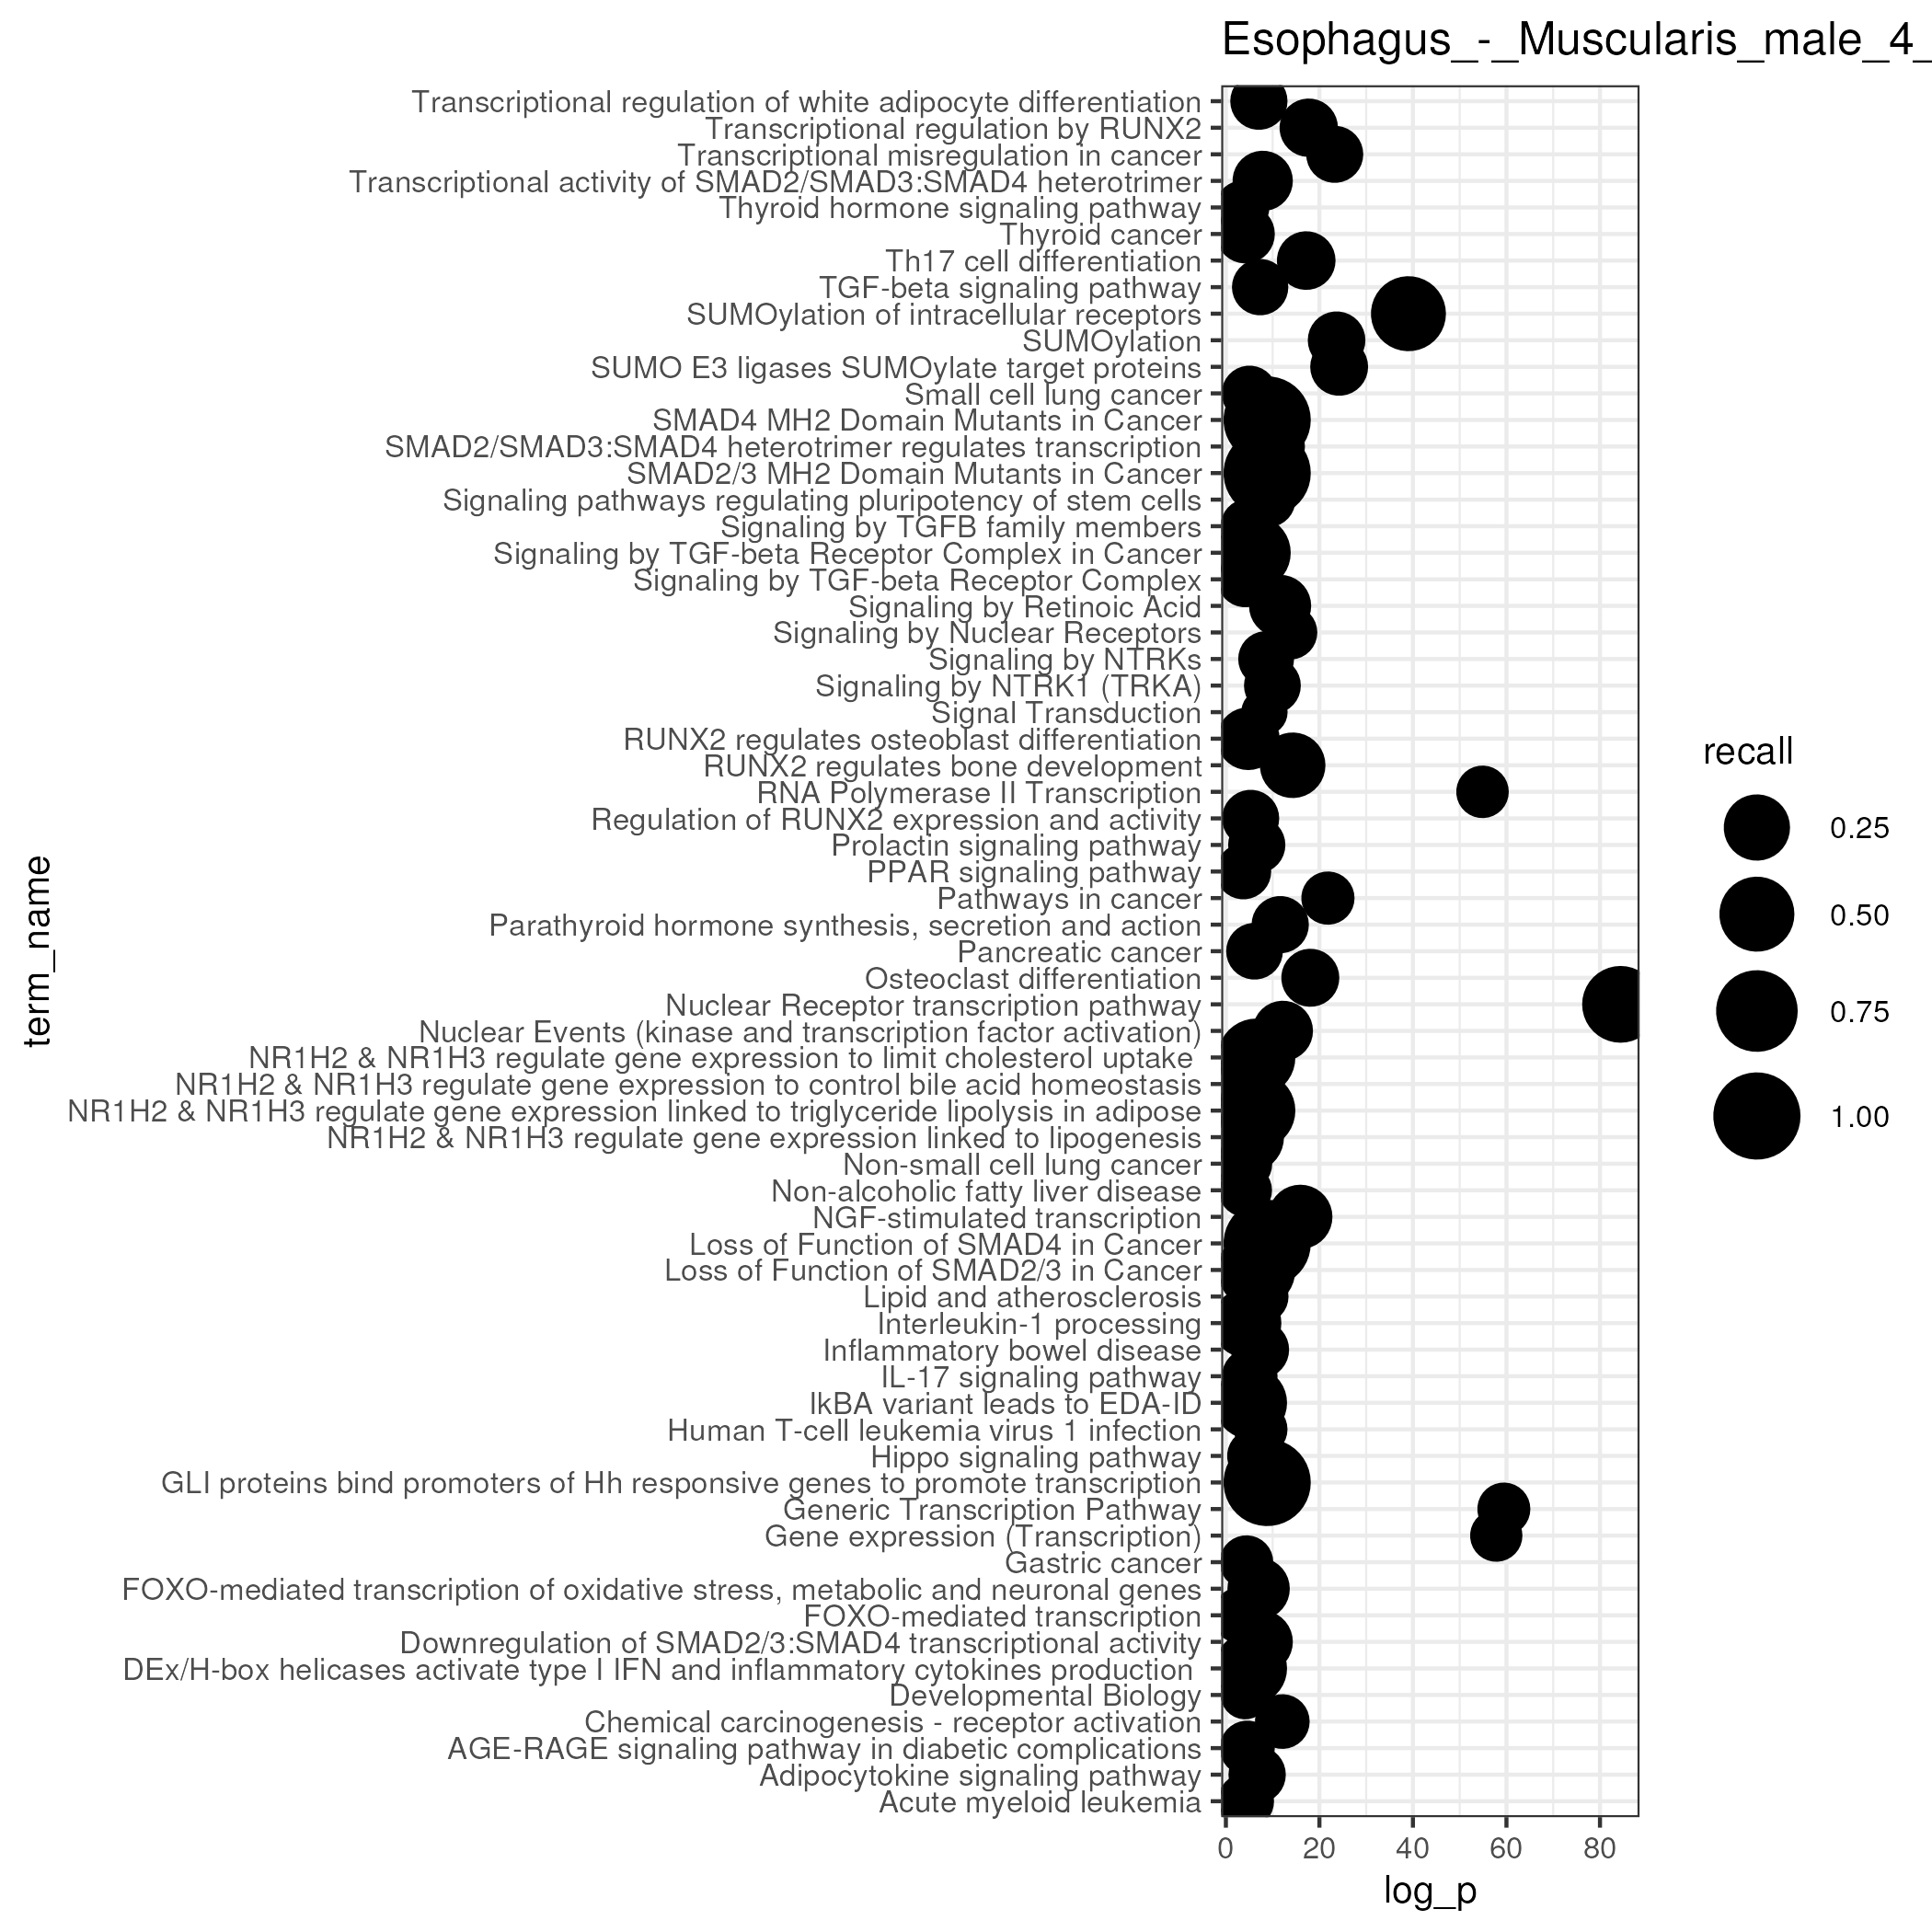 Esophagus_-_Muscularis_male_4_
Transcriptional regulation of white adipocyte differentiation
Transcriptional regulation by RUNX2
Transcriptional misregulation in cancer
Transcriptional activity of SMAD2/SMAD3:SMAD4 heterotrimer
Thyroid hormone signaling pathway
Thyroid cancer
Th17 cell differentiation
TGF-beta signaling pathway
SUMOylation of intracellular receptors
SUMOylation
SUMO E3 ligases SUMOylate target proteins
Small cell lung cancer
SMAD4 MH2 Domain Mutants in Cancer
SMAD2/SMAD3:SMAD4 heterotrimer regulates transcription
SMAD2/3 MH2 Domain Mutants in Cancer
Signaling pathways regulating pluripotency of stem cells
Signaling by TGFB family members
Signaling by TGF-beta Receptor Complex in Cancer
Signaling by TGF-beta Receptor Complex
Signaling by Retinoic Acid
Signaling by Nuclear Receptors
Signaling by NTRKs
Signaling by NTRK1 (TRKA)
Signal Transduction
RUNX2 regulates osteoblast differentiation
RUNX2 regulates bone development
RNA Polymerase II Transcription
Regulation of RUNX2 expression and activity
Prolactin signaling pathway
PPAR signaling pathway
Pathways in cancer
Parathyroid hormone synthesis, secretion and action
Pancreatic cancer
Osteoclast differentiation
Nuclear Receptor transcription pathway
Nuclear Events (kinase and transcription factor activation)
NR1H2 & NR1H3 regulate gene expression to limit cholesterol uptake
NR1H2 & NR1H3 regulate gene expression to control bile acid homeostasis
NR1H2 & NR1H3 regulate gene expression linked to triglyceride lipolysis in adipose
NR1H2 & NR1H3 regulate gene expression linked to lipogenesis
Non-small cell lung cancer
Non-alcoholic fatty liver disease
NGF-stimulated transcription
Loss of Function of SMAD4 in Cancer
Loss of Function of SMAD2/3 in Cancer
Lipid and atherosclerosis
Interleukin-1 processing
Inflammatory bowel disease
IL-17 signaling pathway
IkBA variant leads to EDA-ID
Human T-cell leukemia virus 1 infection
Hippo signaling pathway
GLI proteins bind promoters of Hh responsive genes to promote transcription
Generic Transcription Pathway
Gene expression (Transcription)
Gastric cancer
FOXO-mediated transcription of oxidative stress, metabolic and neuronal genes
FOXO-mediated transcription
Downregulation of SMAD2/3:SMAD4 transcriptional activity
DEx/H-box helicases activate type I IFN and inflammatory cytokines production
Developmental Biology
Chemical carcinogenesis - receptor activation
AGE-RAGE signaling pathway in diabetic complications
Adipocytokine signaling pathway
Acute myeloid leukemia
term_name
0 20 40 60 80
log_p
recall
0.25
0.50
0.75
1.00